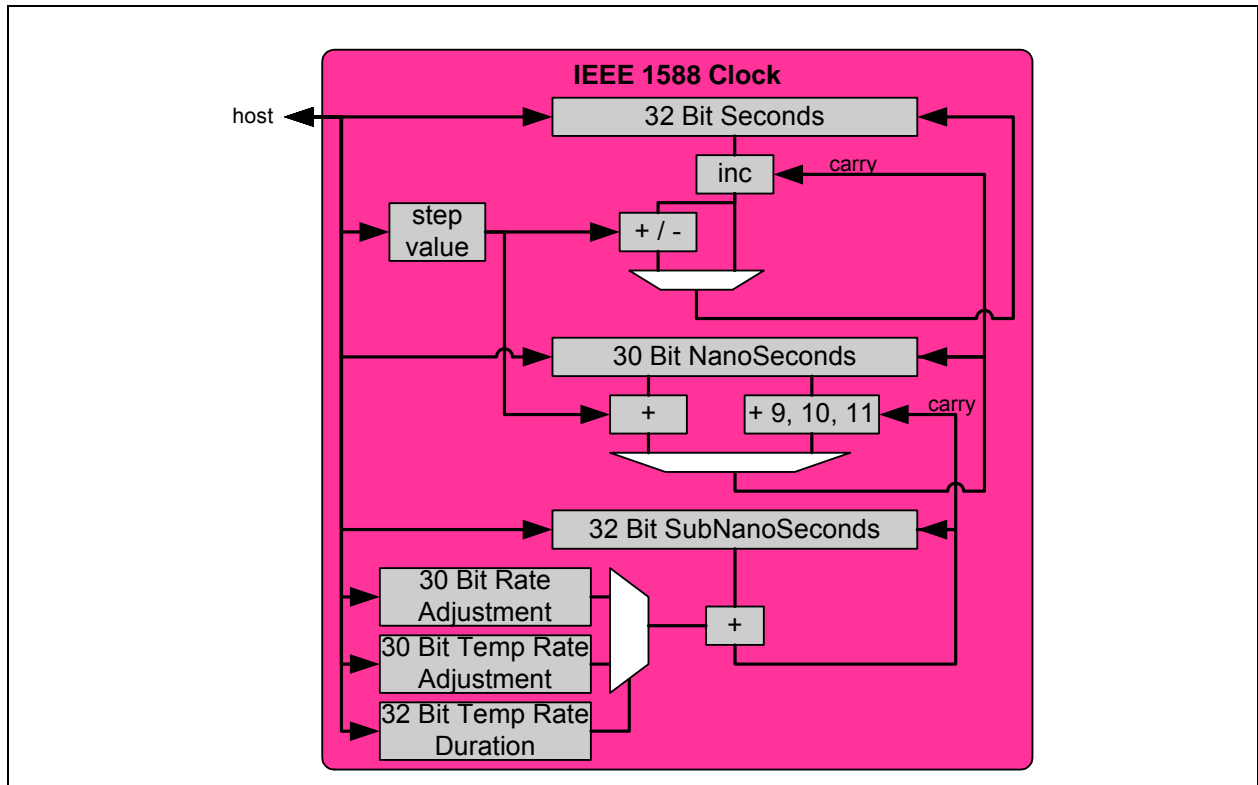 IEEE 1588 Clock
host
32 Bit Seconds
inc
carry
step
value
+ / -
30 Bit NanoSeconds
+
+ 9, 10, 11
carry
32 Bit SubNanoSeconds
30 Bit Rate
Adjustment
+
30 Bit Temp Rate
Adjustment
32 Bit Temp Rate
Duration